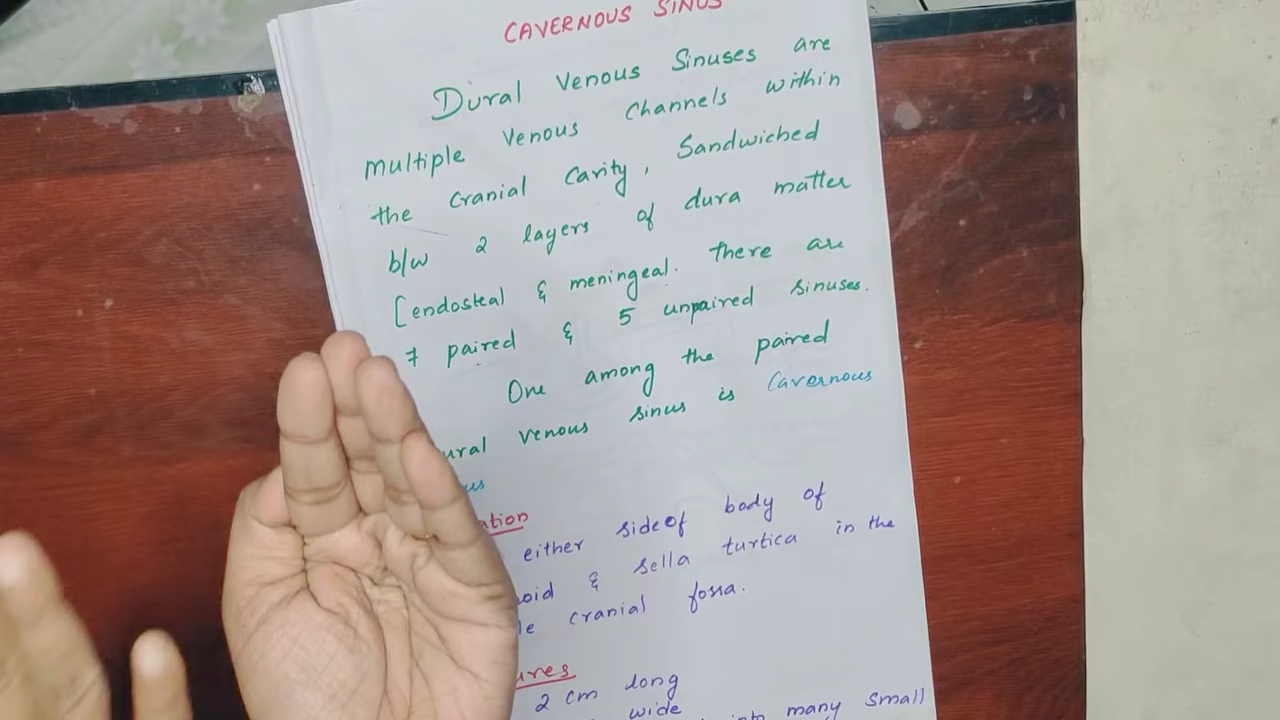 CAVERNOUS SINUS
Dural Venous Sinuses are
multiple venous channels within
the cranial cavity, Sandwiched
b/w 2 layers of dura matter
[endosteal & meningeal. There are
7 paired & 5 unpaired sinuses.
One among the paired
ural venous sinus is Cavernous
us
ation
either side of body of
oid & sella turtica in the
le cranial fossa.
ures
2 cm long
wide
into many small